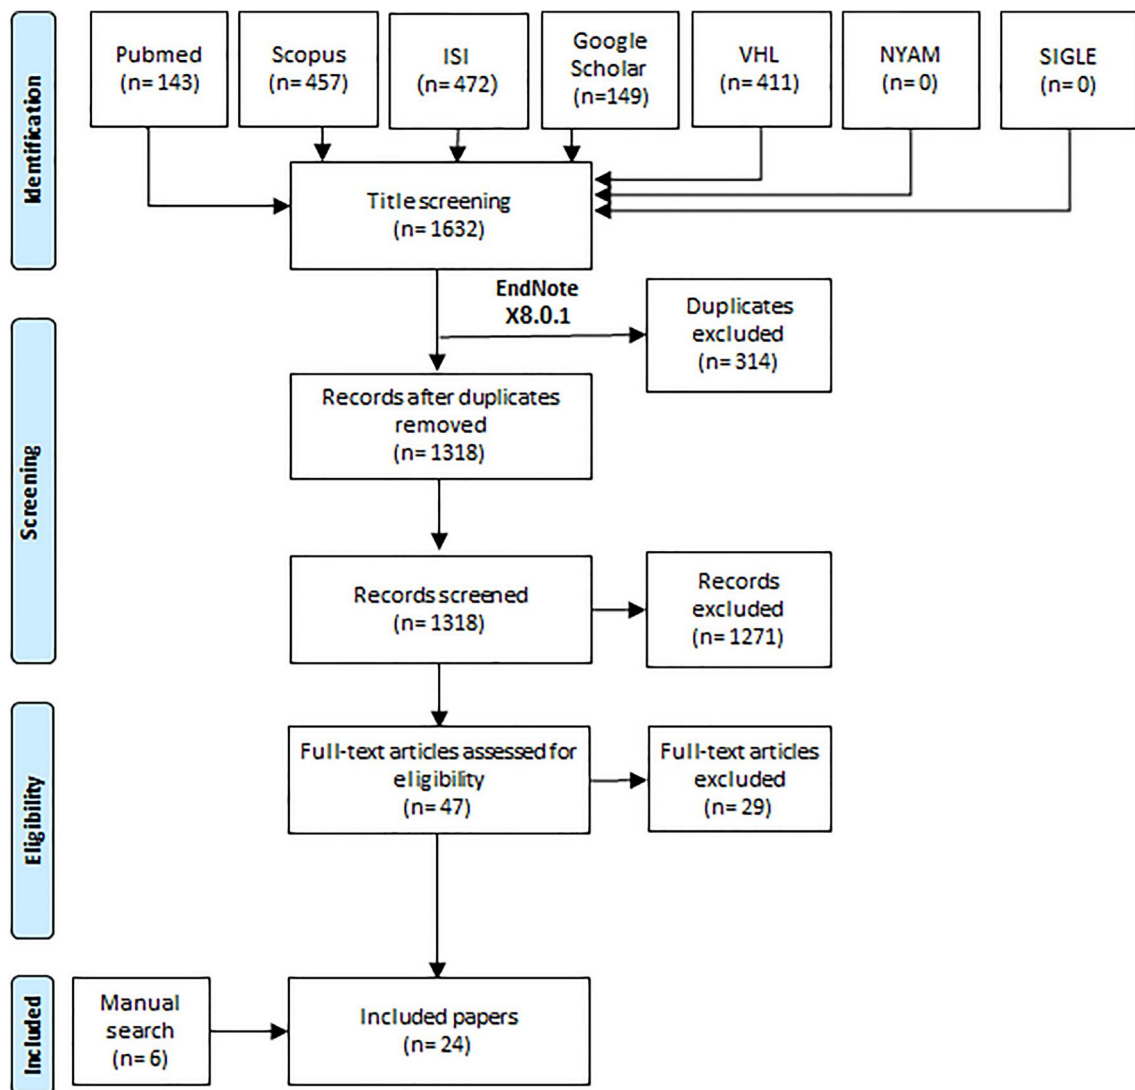 Identification
Pubmed
(n= 143)
Scopus
(n= 457)
ISI
(n= 472)
Google
Scholar
(n=149)
VHL
(n= 411)
NYAM
(n= 0)
SIGLE
(n= 0)
Title screening
(n= 1632)
EndNote
X8.0.1
Duplicates
excluded
(n= 314)
Screening
Records after duplicates
removed
(n= 1318)
Records screened
(n= 1318)
Records
excluded
(n= 1271)
Eligibility
Full-text articles assessed for
eligibility
(n= 47)
Full-text articles
excluded
(n= 29)
Included
Manual
search
(n= 6)
Included papers
(n= 24)